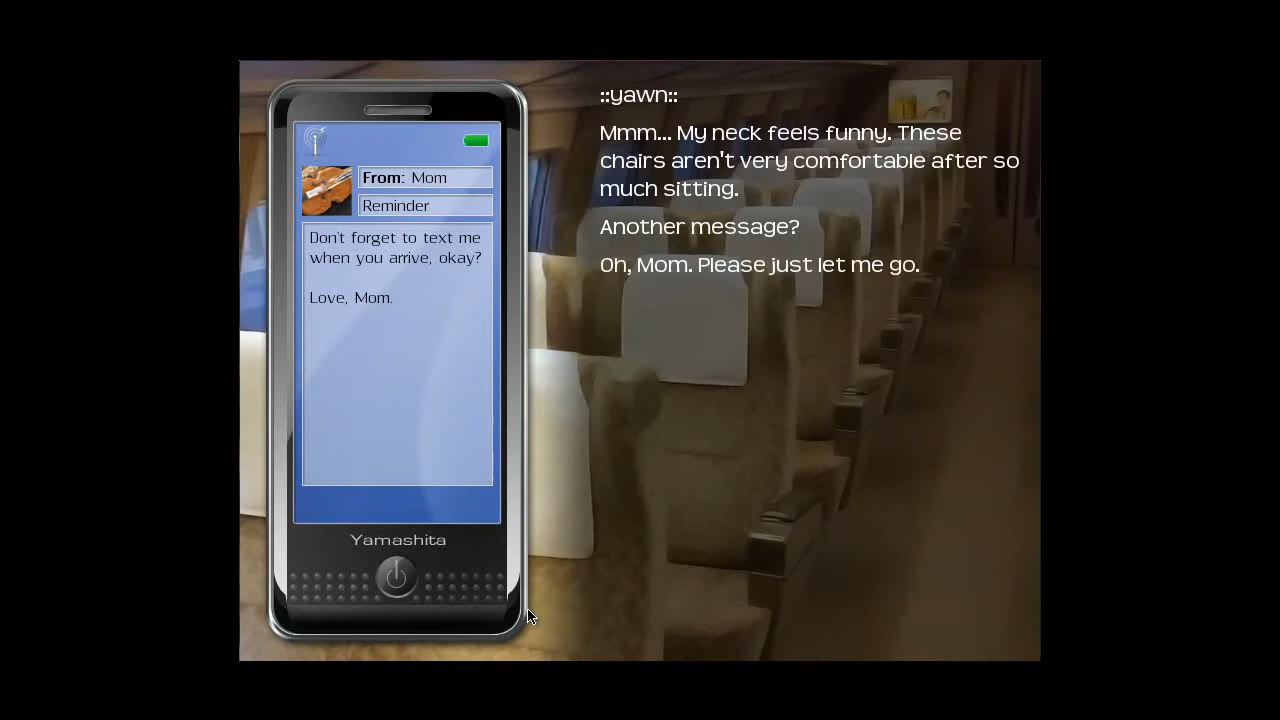 From: Mom
Reminder
Don't forget to text me
when you arrive, okay?
Love, Mom.
Yamashita
::yawn::
Mmm... My neck feels funny. These
chairs aren't very comfortable after so
much sitting.
Another message?
Oh, Mom. Please just let me go.